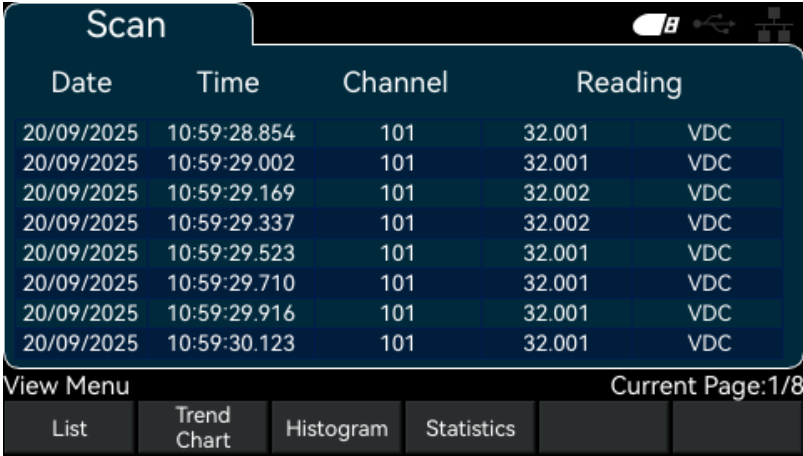 Scan
8
Date Time Channel Reading
20/09/2025 10:59:28.854 101 32.001 VDC
20/09/2025 10:59:29.002 101 32.001 VDC
20/09/2025 10:59:29.169 101 32.002 VDC
20/09/2025 10:59:29.337 101 32.002 VDC
20/09/2025 10:59:29.523 101 32.001 VDC
20/09/2025 10:59:29.710 101 32.001 VDC
20/09/2025 10:59:29.916 101 32.001 VDC
20/09/2025 10:59:30.123 101 32.001 VDC
View Menu Current Page:1/8
List Trend Chart Histogram Statistics